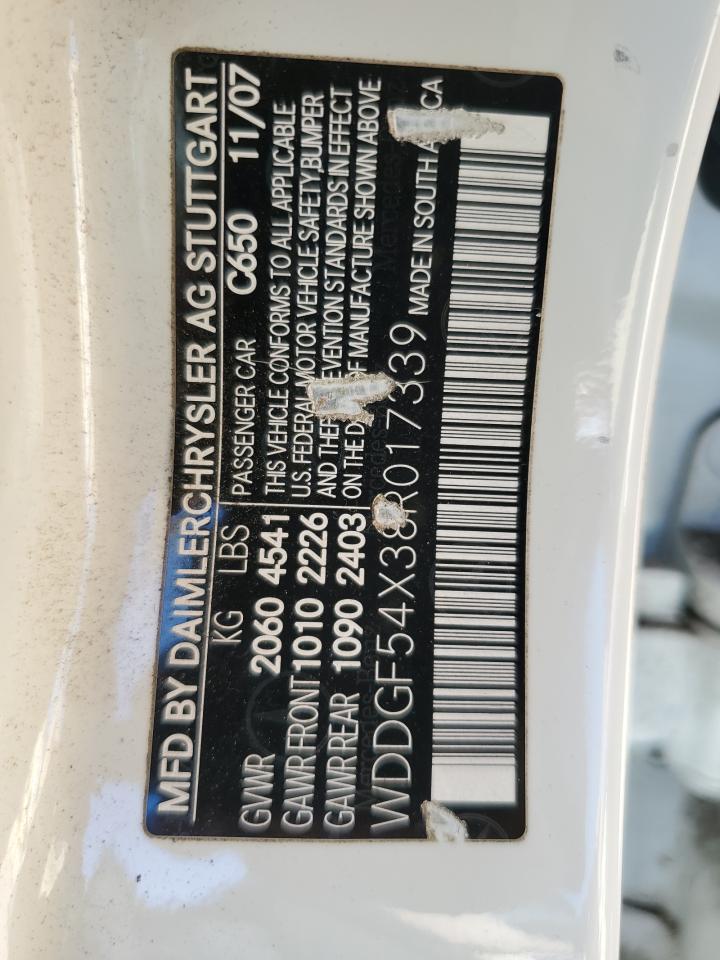 MFD BY DAIMLERCHRYSLER AG STUTTGART
KG LBS PASSENGER CAR C650 11/07
GVWR 2060 4541
GAWR FRONT 1010 2226
GAWR REAR 1090 2403
THIS VEHICLE CONFORMS TO ALL APPLICABLE
U.S. FEDERAL MOTOR VEHICLE SAFETY,BUMPER
AND THEFT PREVENTION STANDARDS IN EFFECT
ON THE DATE OF MANUFACTURE SHOWN ABOVE
WDDGF54X38R017339 MADE IN SOUTH AFRICA